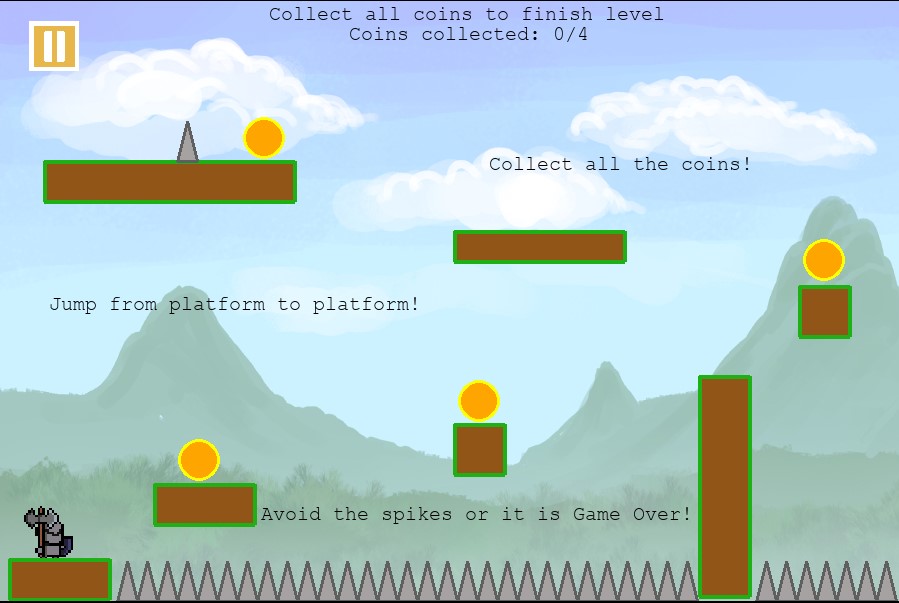 Collect all coins to finish level
Coins collected: 0/4
Collect all the coins!
Jump from platform to platform!
Avoid the spikes or it is Game Over!